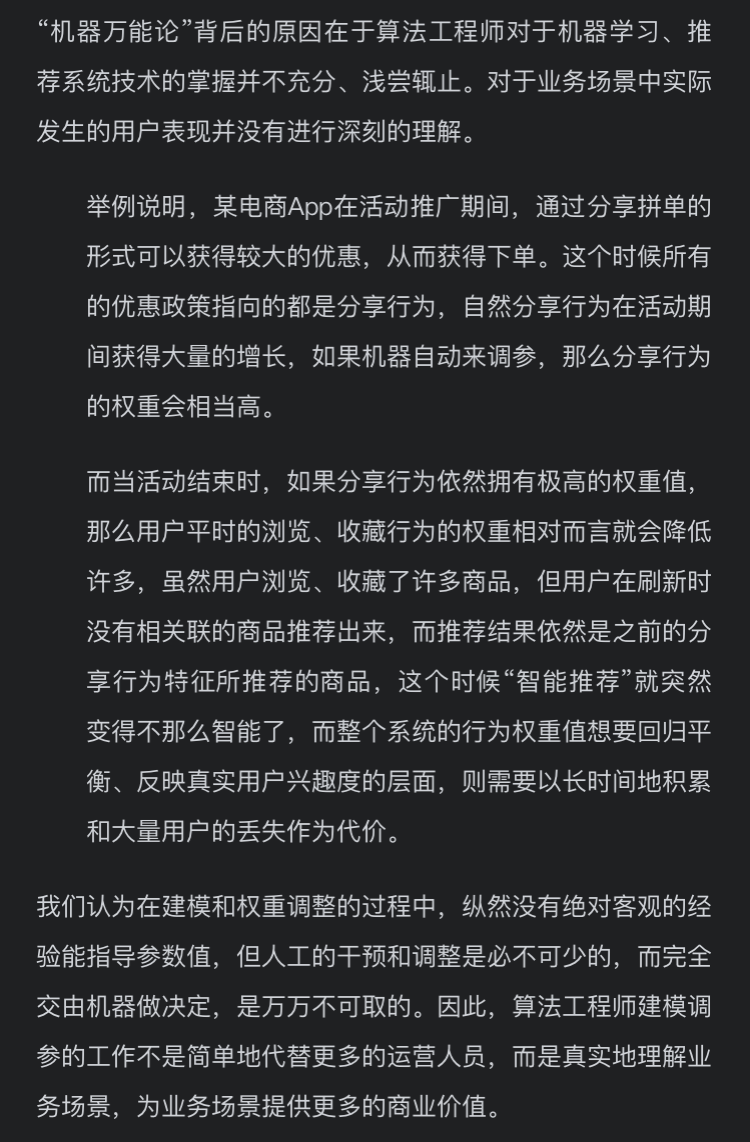 “机器万能论”背后的原因在于算法工程师对于机器学习、推
荐系统技术的掌握并不充分、浅尝辄止。对于业务场景中实际
发生的用户表现并没有进行深刻的理解。
举例说明，某电商App在活动推广期间，通过分享拼单的
形式可以获得较大的优惠，从而获得下单。这个时候所有
的优惠政策指向的都是分享行为，自然分享行为在活动期
间获得大量的增长，如果机器自动来调参，那么分享行为
的权重会相当高。
而当活动结束时，如果分享行为依然拥有极高的权重值，
那么用户平时的浏览、收藏行为的权重相对而言就会降低
许多，虽然用户浏览、收藏了许多商品，但用户在刷新时
没有相关联的商品推荐出来，而推荐结果依然是之前的分
享行为特征所推荐的商品，这个时候“智能推荐”就突然
变得不那么智能了，而整个系统的行为权重值想要回归平
衡、反映真实用户兴趣度的层面，则需要以长时间地积累
和大量用户的丢失作为代价。
我们认为在建模和权重调整的过程中，纵然没有绝对客观的经
验能指导参数值，但人工的干预和调整是必不可少的，而完全
交由机器做决定，是万万不可取的。因此，算法工程师建模调
参的工作不是简单地代替更多的运营人员，而是真实地理解业
务场景，为业务场景提供更多的商业价值。